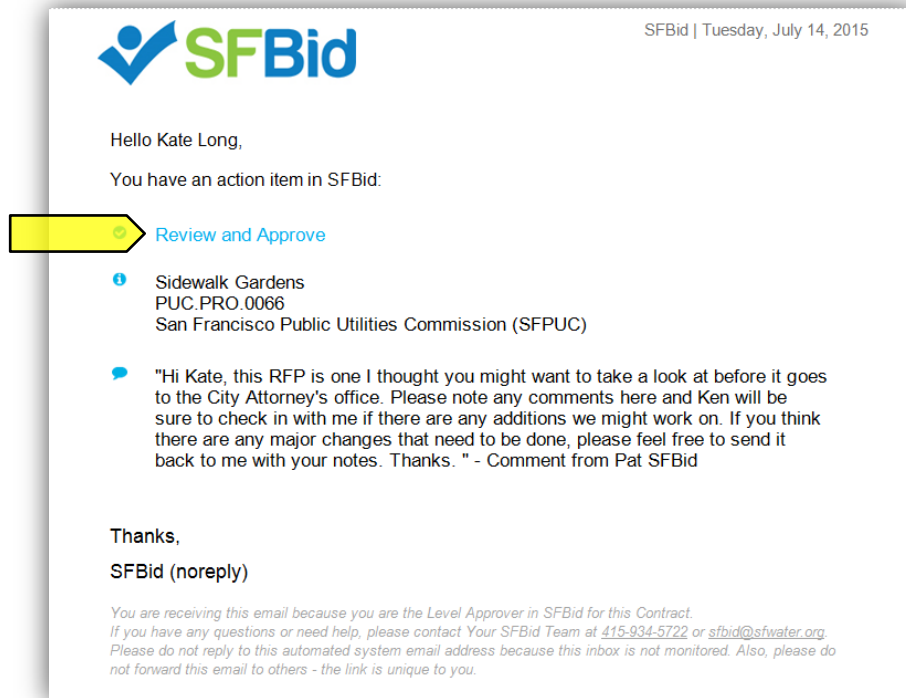 SFBid
SFBid | Tuesday, July 14, 2015
Hello Kate Long,
You have an action item in SFBid:
Review and Approve
Sidewalk Gardens
PUC.PRO.0066
San Francisco Public Utilities Commission (SFPUC)
"Hi Kate, this RFP is one I thought you might want to take a look at before it goes
to the City Attorney's office. Please note any comments here and Ken will be
sure to check in with me if there are any additions we might work on. If you think
there are any major changes that need to be done, please feel free to send it
back to me with your notes. Thanks. " - Comment from Pat SFBid
Thanks,
SFBid (noreply)
You are receiving this email because you are the Level Approver in SFBid for this Contract.
If you have any questions or need help, please contact Your SFBid Team at 415-934-5722 or sfbid@sfwater.org.
Please do not reply to this automated system email address because this inbox is not monitored. Also, please do
not forward this email to others - the link is unique to you.